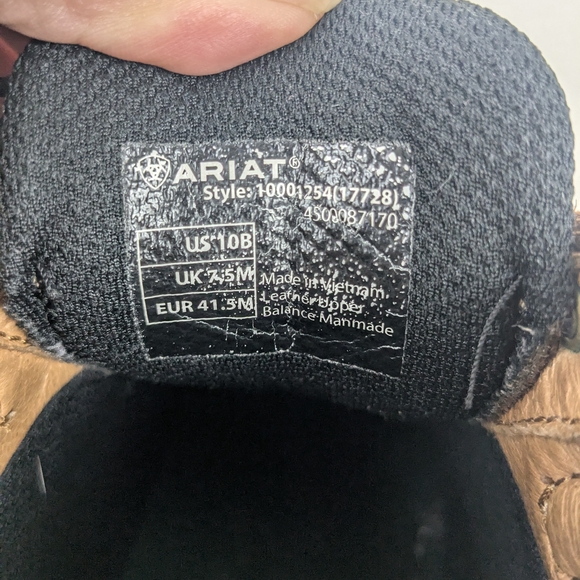 ARIAT®
Style: 10001254(17728)
4500087170
US 10B
UK 7.5M
EUR 41.5M
Made in Vietnam
Leather Upper
Balance Manmade